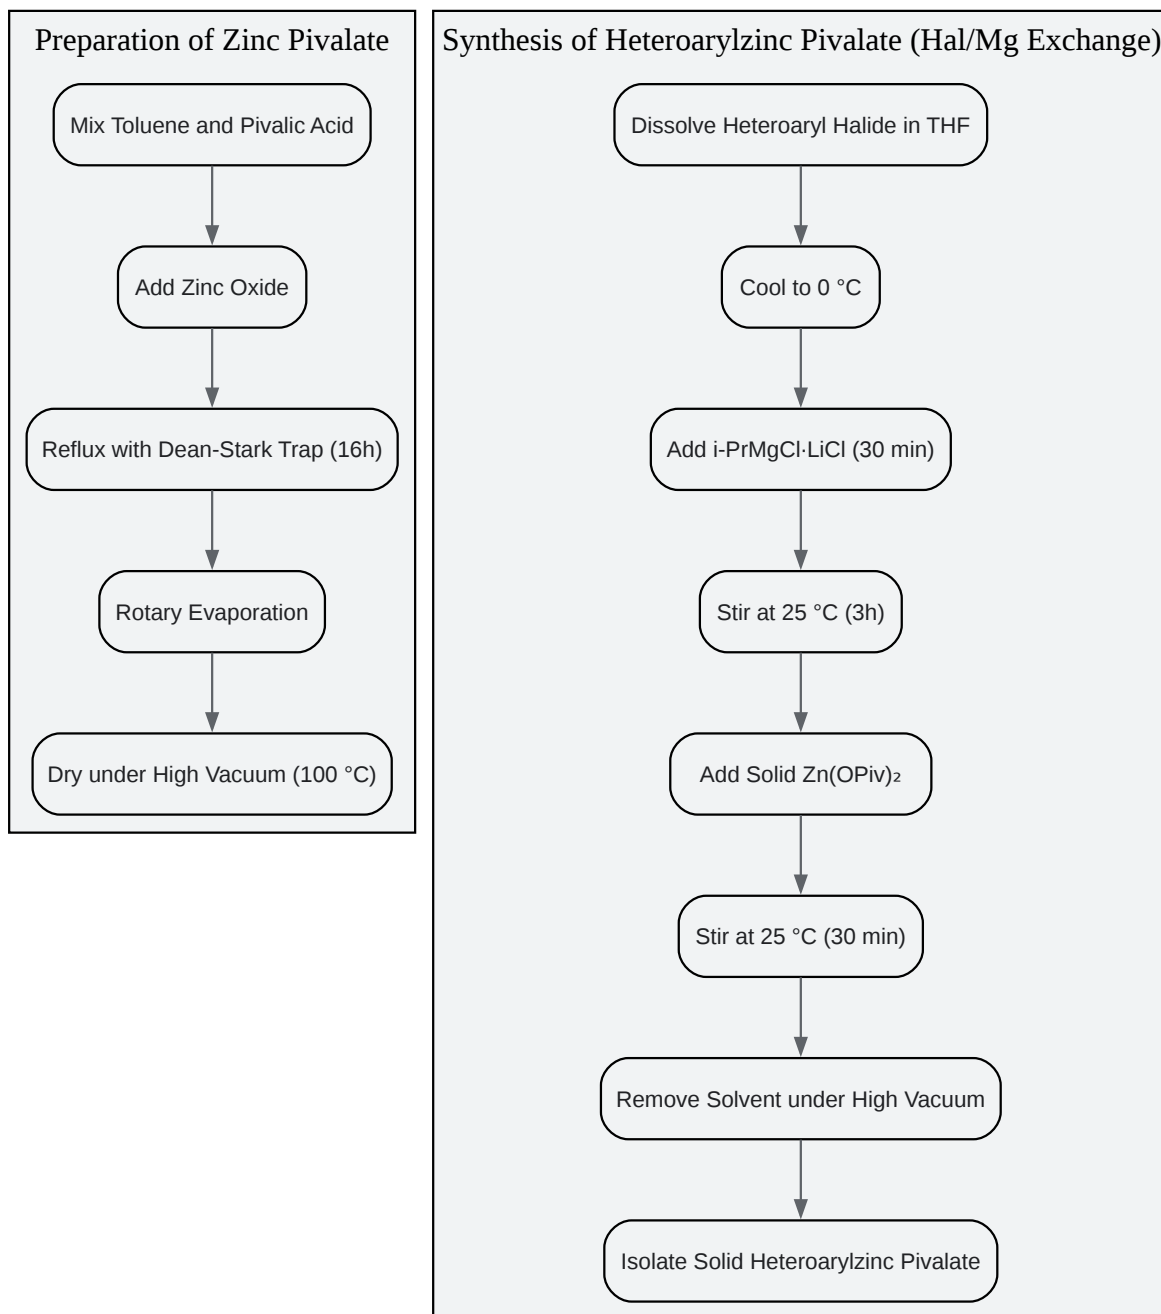 Preparation of Zinc Pivalate
Mix Toluene and Pivalic Acid
Add Zinc Oxide
Reflux with Dean-Stark Trap (16h)
Rotary Evaporation
Dry under High Vacuum (100 °C)
Synthesis of Heteroarylzinc Pivalate (Hal/Mg Exchange)
Dissolve Heteroaryl Halide in THF
Cool to 0 °C
Add i-PrMgCl·LiCl (30 min)
Stir at 25 °C (3h)
Add Solid Zn(OPiv)₂
Stir at 25 °C (30 min)
Remove Solvent under High Vacuum
Isolate Solid Heteroarylzinc Pivalate